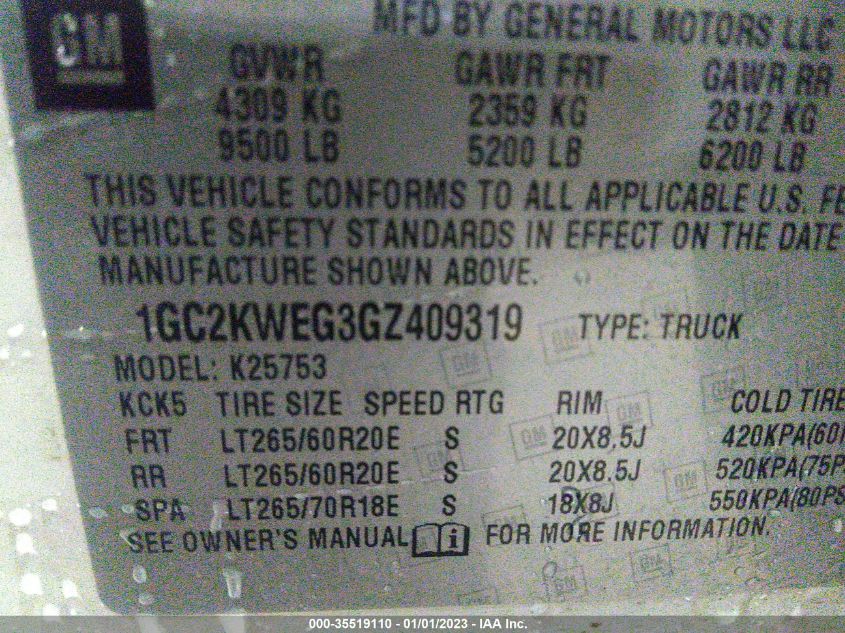 GM
MFD BY GENERAL MOTORS LLC
GVWR GAWR FRT GAWR RR
4309 KG 2359 KG 2812 KG
9500 LB 5200 LB 6200 LB
THIS VEHICLE CONFORMS TO ALL APPLICABLE U.S. FE
VEHICLE SAFETY STANDARDS IN EFFECT ON THE DATE
MANUFACTURE SHOWN ABOVE.
1GC2KWEG3GZ409319 TYPE: TRUCK
MODEL: K25753
KCK5 TIRE SIZE SPEED RTG RIM COLD TIRE
FRT LT265/60R20E S 20X8.5J 420KPA(60
RR LT265/60R20E S 20X8.5J 520KPA(75P
SPA LT265/70R18E S 18X8J 550KPA(80PS
SEE OWNER'S MANUAL i FOR MORE INFORMATION.
000-35519110 - 01/01/2023 - IAA Inc.